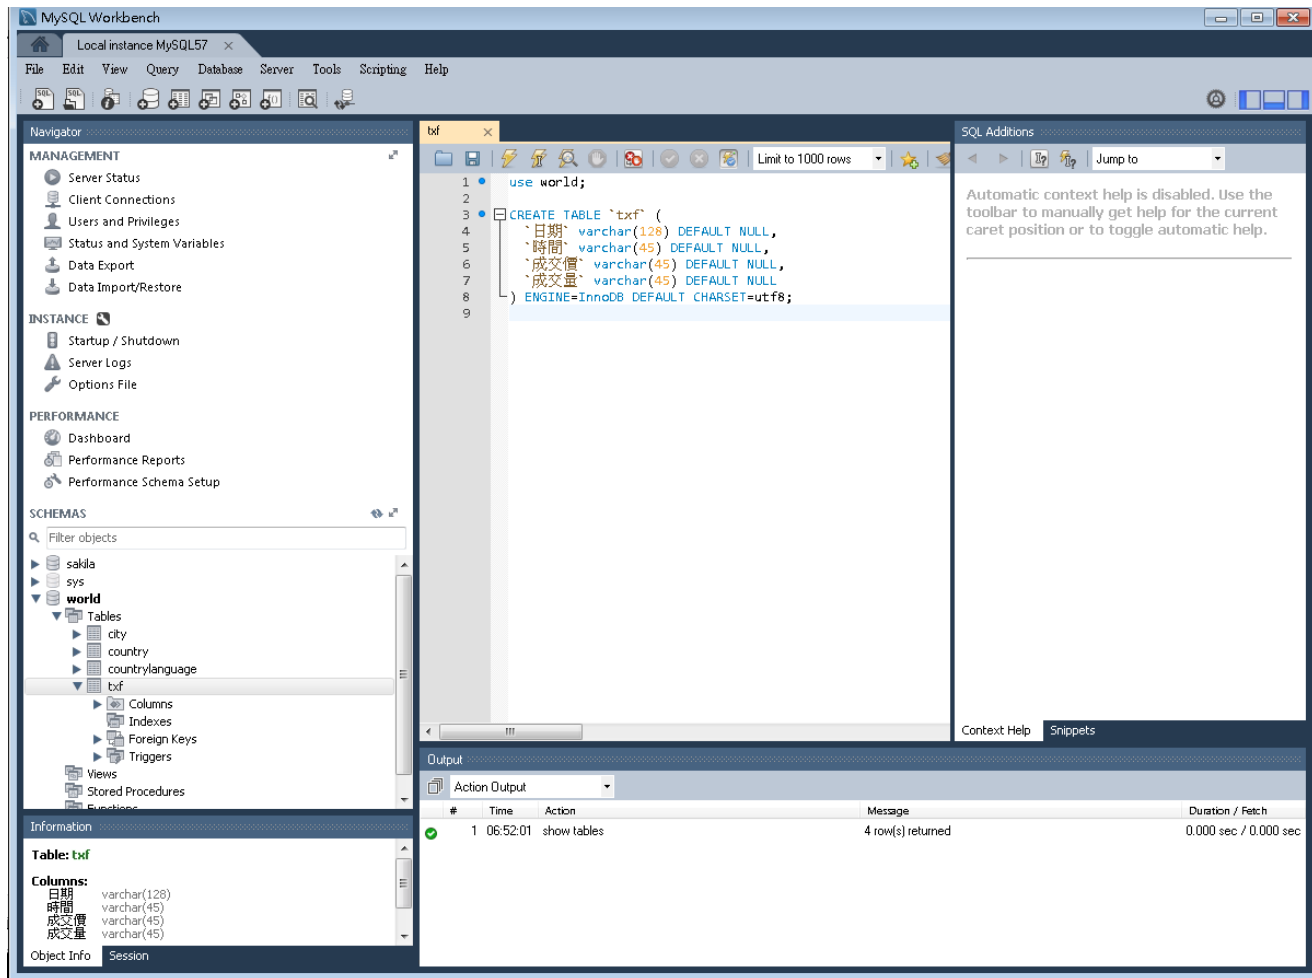 MySQL Workbench
Local instance MySQL57
File Edit View Query Database Server Tools Scripting Help
Navigator
MANAGEMENT
Server Status
Client Connections
Users and Privileges
Status and System Variables
Data Export
Data Import/Restore
INSTANCE
Startup / Shutdown
Server Logs
Options File
PERFORMANCE
Dashboard
Performance Reports
Performance Schema Setup
SCHEMAS
Filter objects
sakila
sys
world
Tables
city
country
countrylanguage
txf
Columns
Indexes
Foreign Keys
Triggers
Views
Stored Procedures
Functions
Information
Table: txf
Columns:
日期 varchar(128)
時間 varchar(45)
成交價 varchar(45)
成交量 varchar(45)
Object Info Session
txf
Limit to 1000 rows
1 use world;
2
3 CREATE TABLE `txf` (
4 `日期` varchar(128) DEFAULT NULL,
5 `時間` varchar(45) DEFAULT NULL,
6 `成交價` varchar(45) DEFAULT NULL,
7 `成交量` varchar(45) DEFAULT NULL
8 ) ENGINE=InnoDB DEFAULT CHARSET=utf8;
9
SQL Additions
Jump to
Automatic context help is disabled. Use the
toolbar to manually get help for the current
caret position or to toggle automatic help.
Context Help Snippets
Output
Action Output
# Time Action Message Duration / Fetch
1 06:52:01 show tables 4 row(s) returned 0.000 sec / 0.000 sec